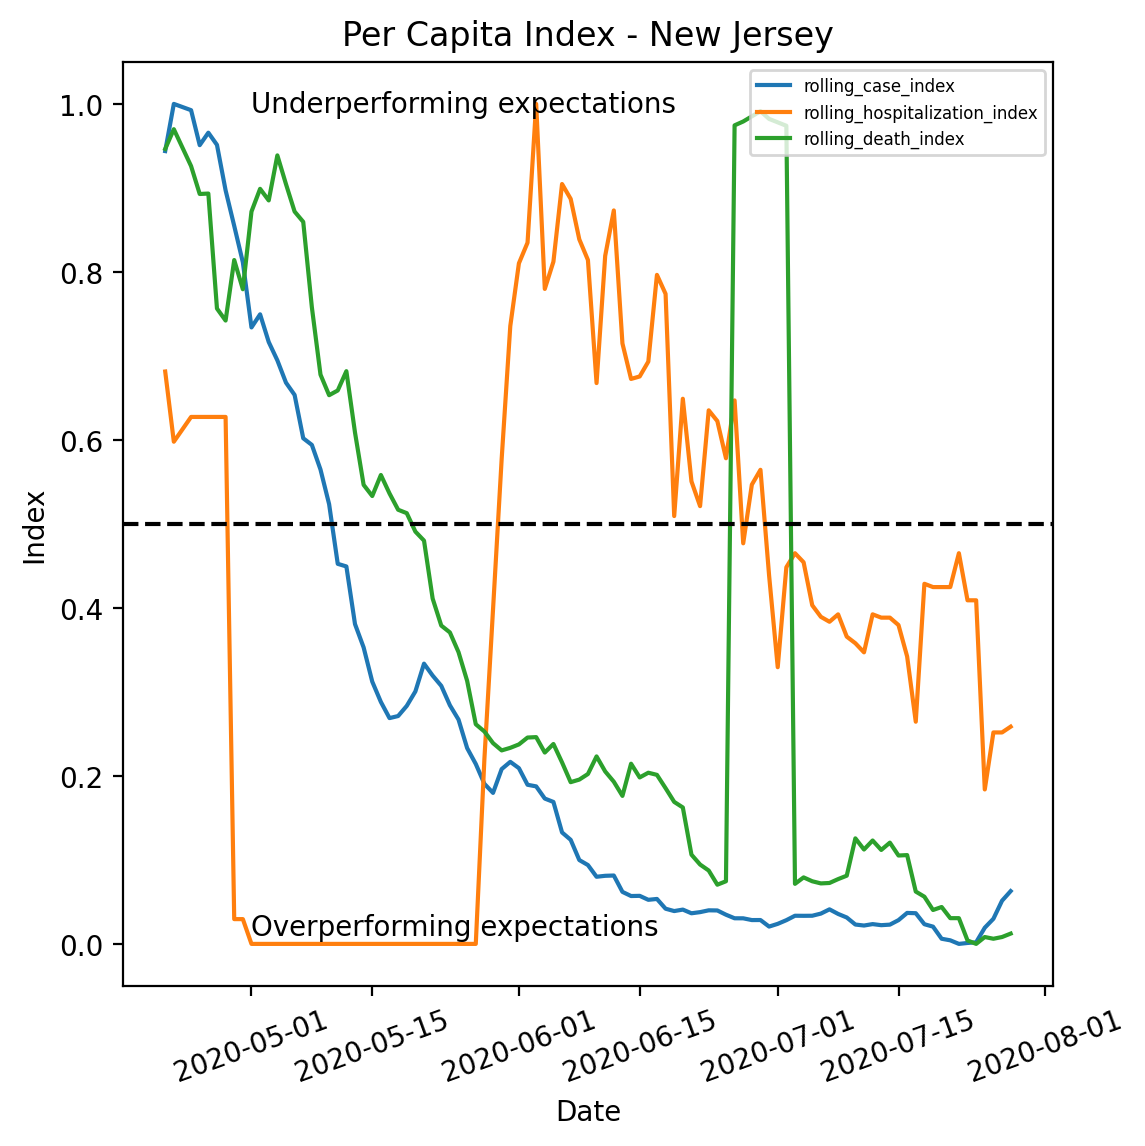 Per Capita Index - New Jersey
Underperforming expectations
rolling_case_index
rolling_hospitalization_index
rolling_death_index
1.0
0.8
0.6
0.4
0.2
0.0
Index
Overperforming expectations
2020-05-01
2020-05-15
2020-06-01
2020-06-15
2020-07-01
2020-07-15
2020-08-01
Date